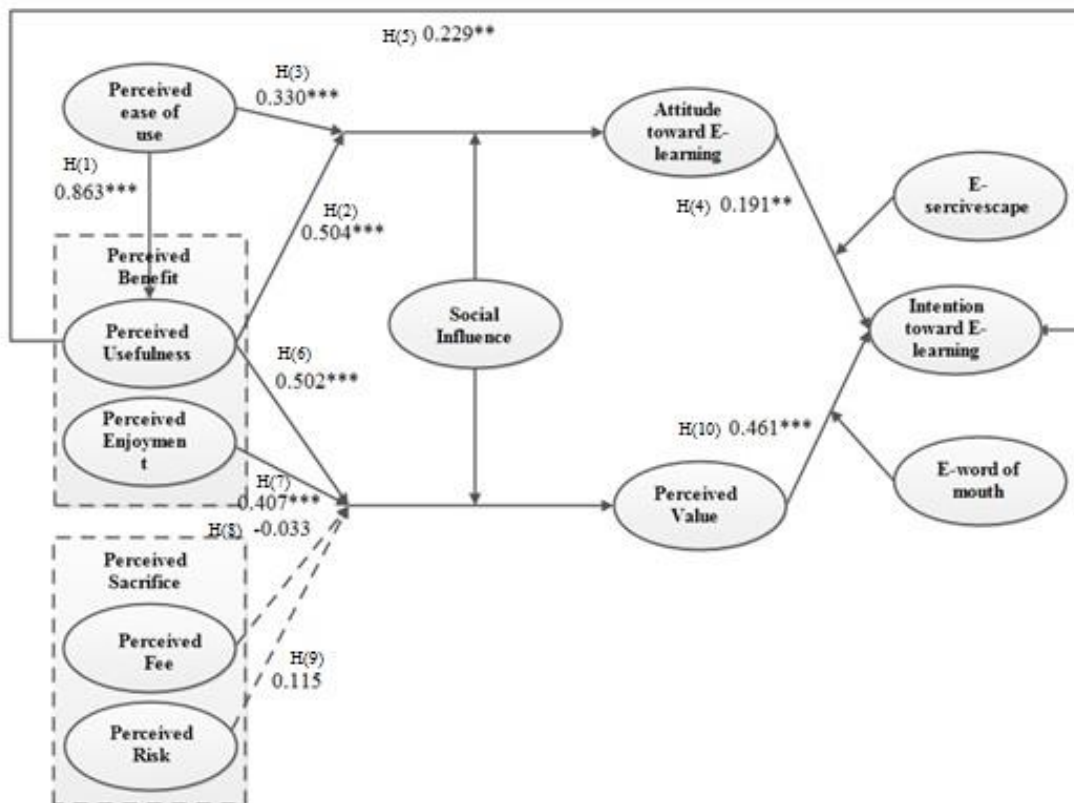 H(5) 0.229**
Perceived
ease of
use
H(3)
0.330***
Attitude
toward E-
learning
H(1)
0.863***
H(2)
0.504***
H(4) 0.191**
E-
sercivescape
Perceived
Benefit
Perceived
Usefulness
Social
Influence
Intention
toward E-
learning
H(6)
0.502***
Perceived
Enjoymen
t
H(10) 0.461***
E-word of
mouth
H(7)
0.407***
H(8) -0.033
Perceived
Value
Perceived
Sacrifice
Perceived
Fee
H(9)
0.115
Perceived
Risk